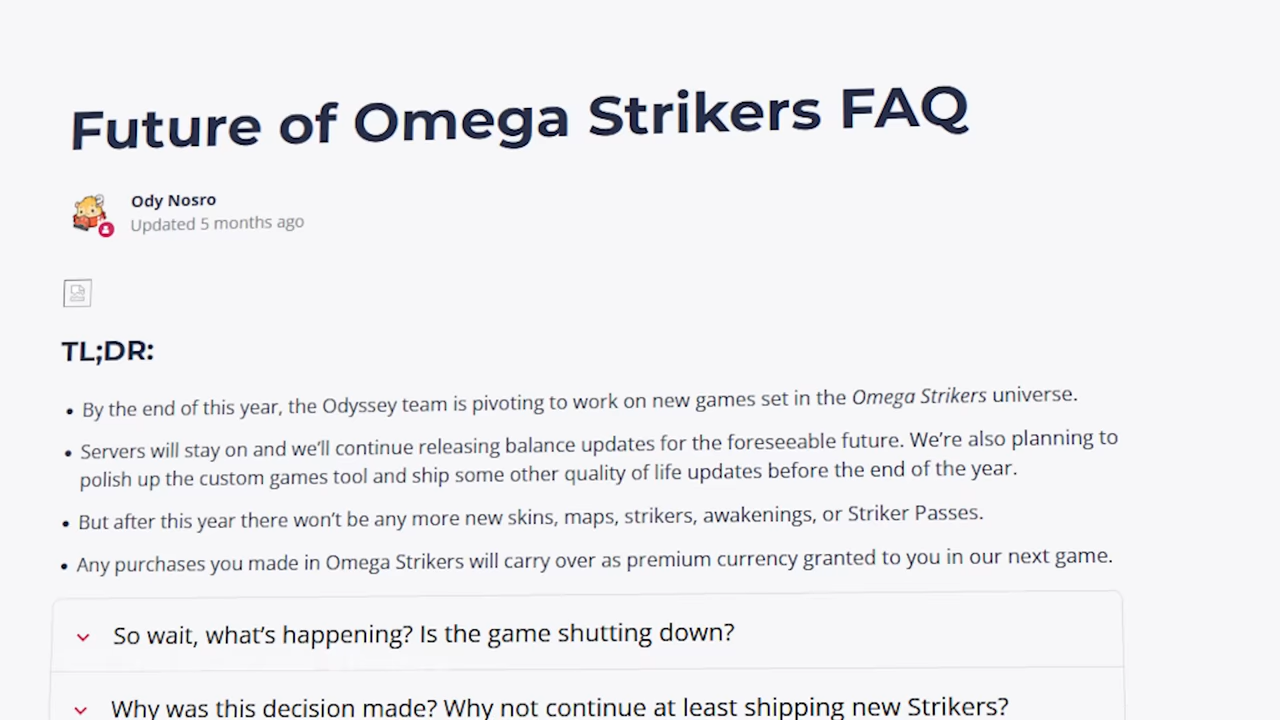 Future of Omega Strikers FAQ
Ody Nosro
Updated 5 months ago
TL;DR:
• By the end of this year, the Odyssey team is pivoting to work on new games set in the Omega Strikers universe.
• Servers will stay on and we’ll continue releasing balance updates for the foreseeable future. We’re also planning to
polish up the custom games tool and ship some other quality of life updates before the end of the year.
• But after this year there won’t be any more new skins, maps, strikers, awakenings, or Striker Passes.
• Any purchases you made in Omega Strikers will carry over as premium currency granted to you in our next game.
So wait, what’s happening? Is the game shutting down?
Why was this decision made? Why not continue at least shipping new Strikers?